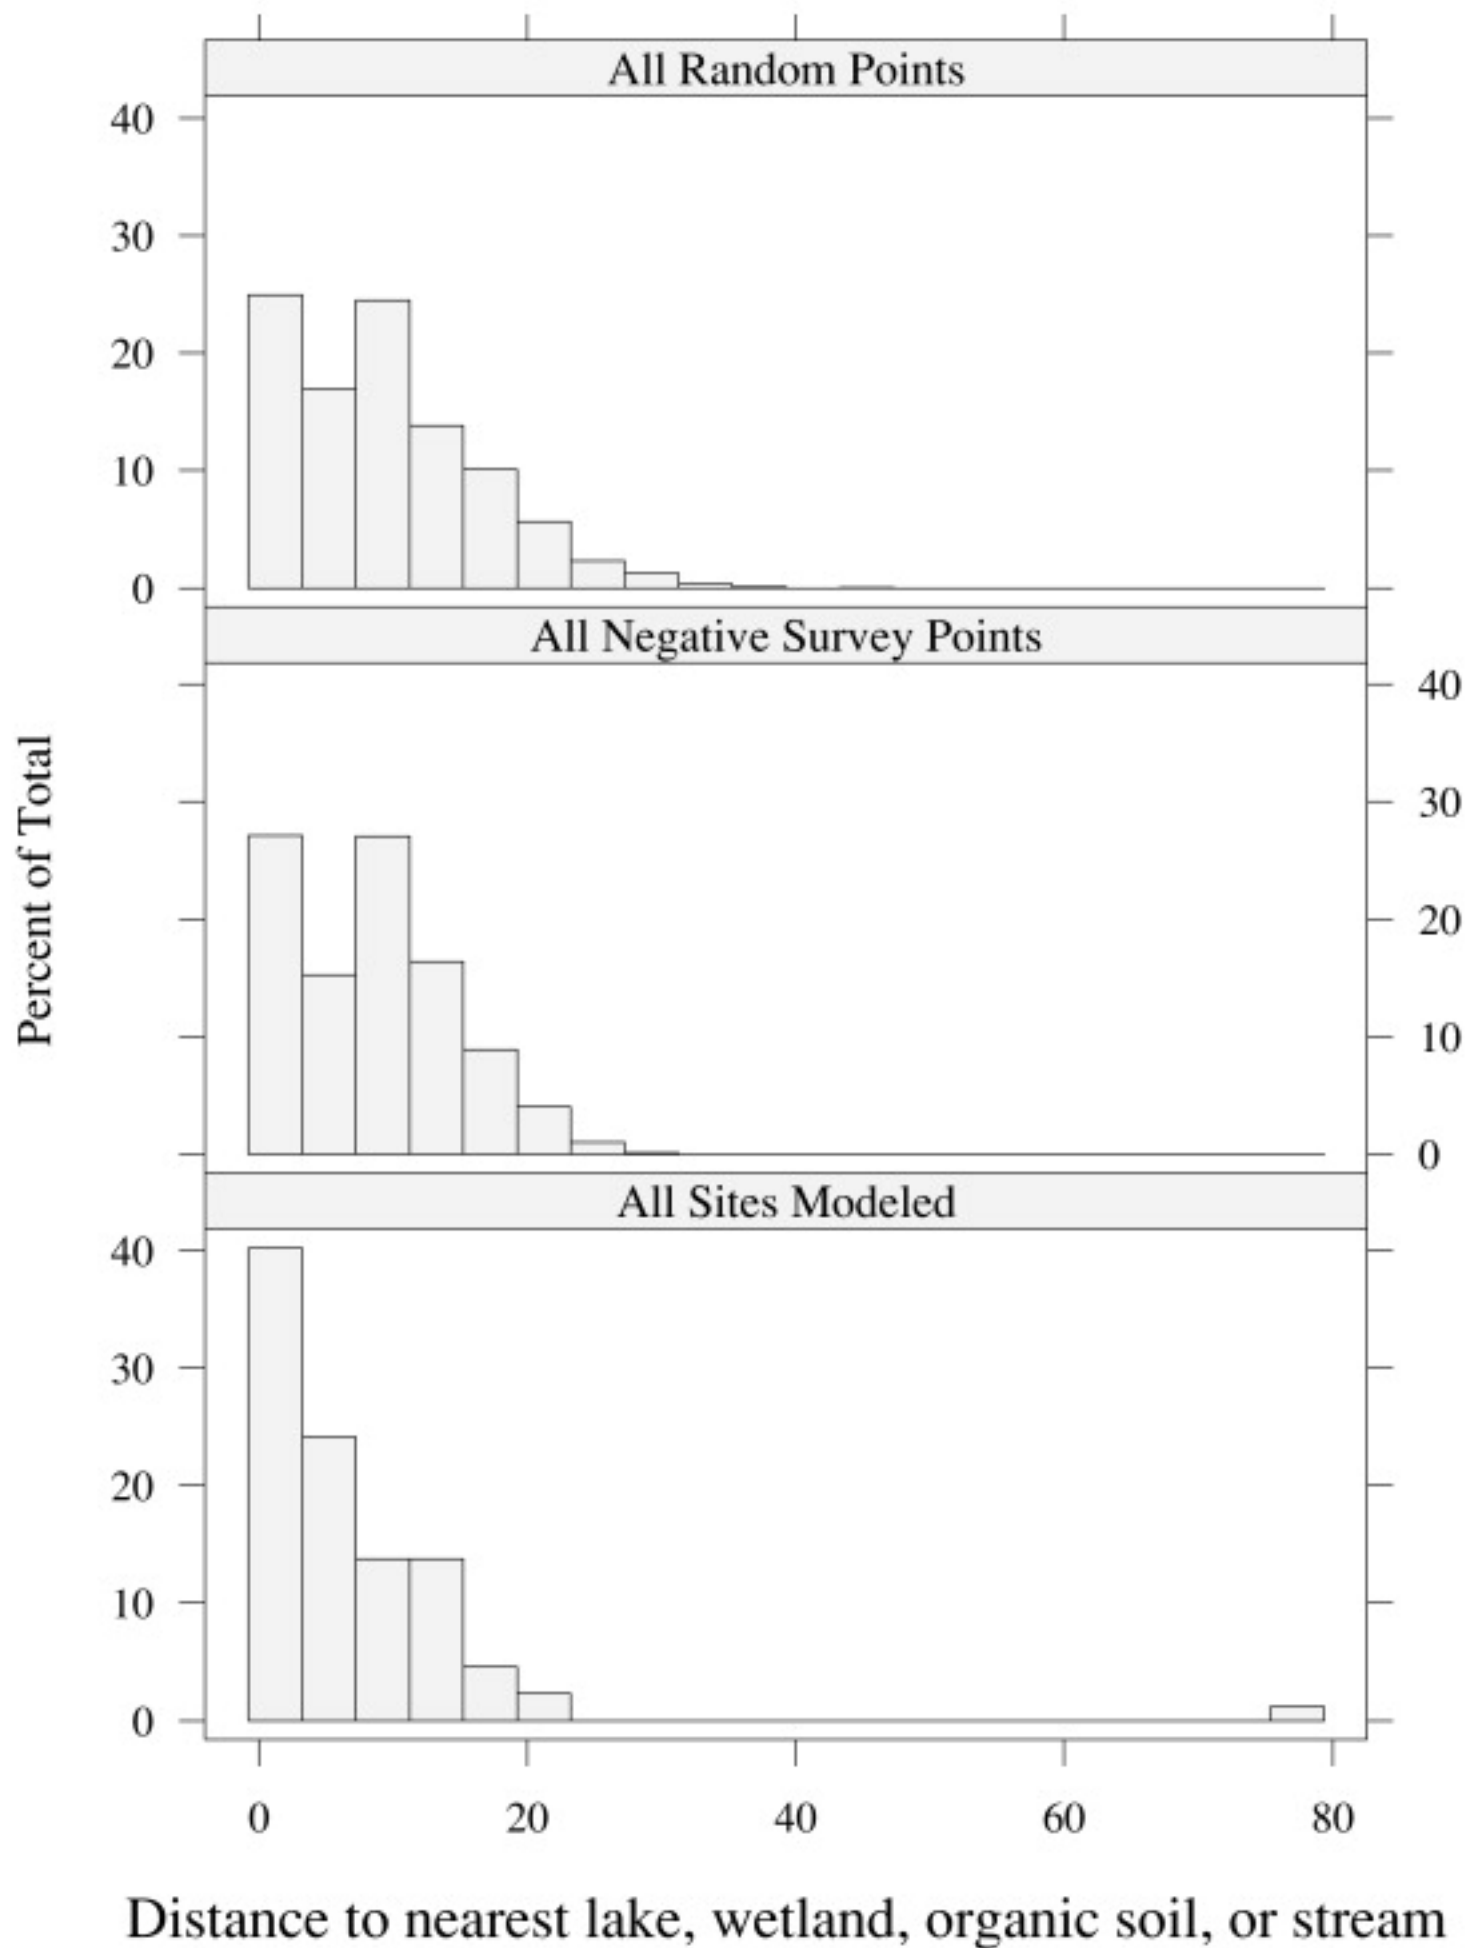 All Random Points
40
30
20
10
0
All Negative Survey Points
40
30
20
10
0
Percent of Total
All Sites Modeled
40
30
20
10
0
0 20 40 60 80
Distance to nearest lake, wetland, organic soil, or stream